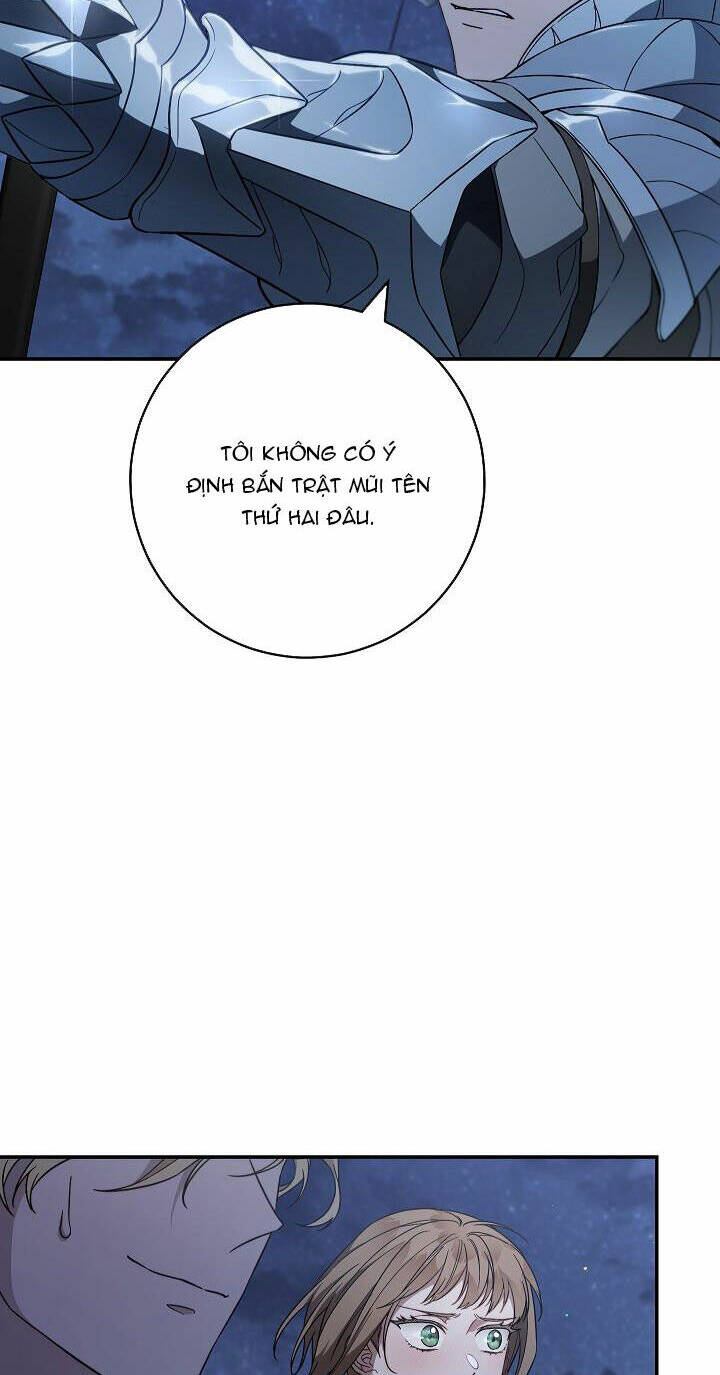 TÔI KHÔNG CÓ Ý
ĐỊNH BẮN TRẬT MŨI TÊN
THỨ HAI ĐÂU.